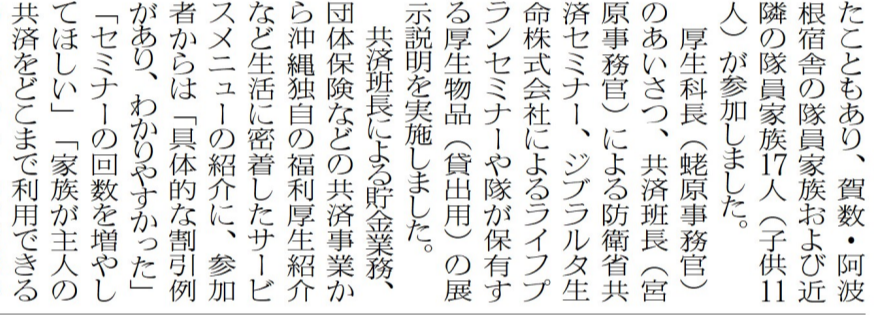 たこともあり、賀数・阿波
根宿舎の隊員家族および近
隣の隊員家族17人（子供11
人）が参加しました。
　厚生科長（蛯原事務官）
のあいさつ、共済班長（宮
原事務官）による防衛省共
済セミナー、ジブラルタ生
命株式会社によるライフプ
ランセミナーや隊が保有す
る厚生物品（貸出用）の展
示説明を実施しました。
　共済班長による貯金業務、
団体保険などの共済事業か
ら沖縄独自の福利厚生紹介
など生活に密着したサービ
スメニューの紹介に、参加
者からは「具体的な割引例
があり、わかりやすかった」
「セミナーの回数を増やし
てほしい」「家族が主人の
共済をどこまで利用できる